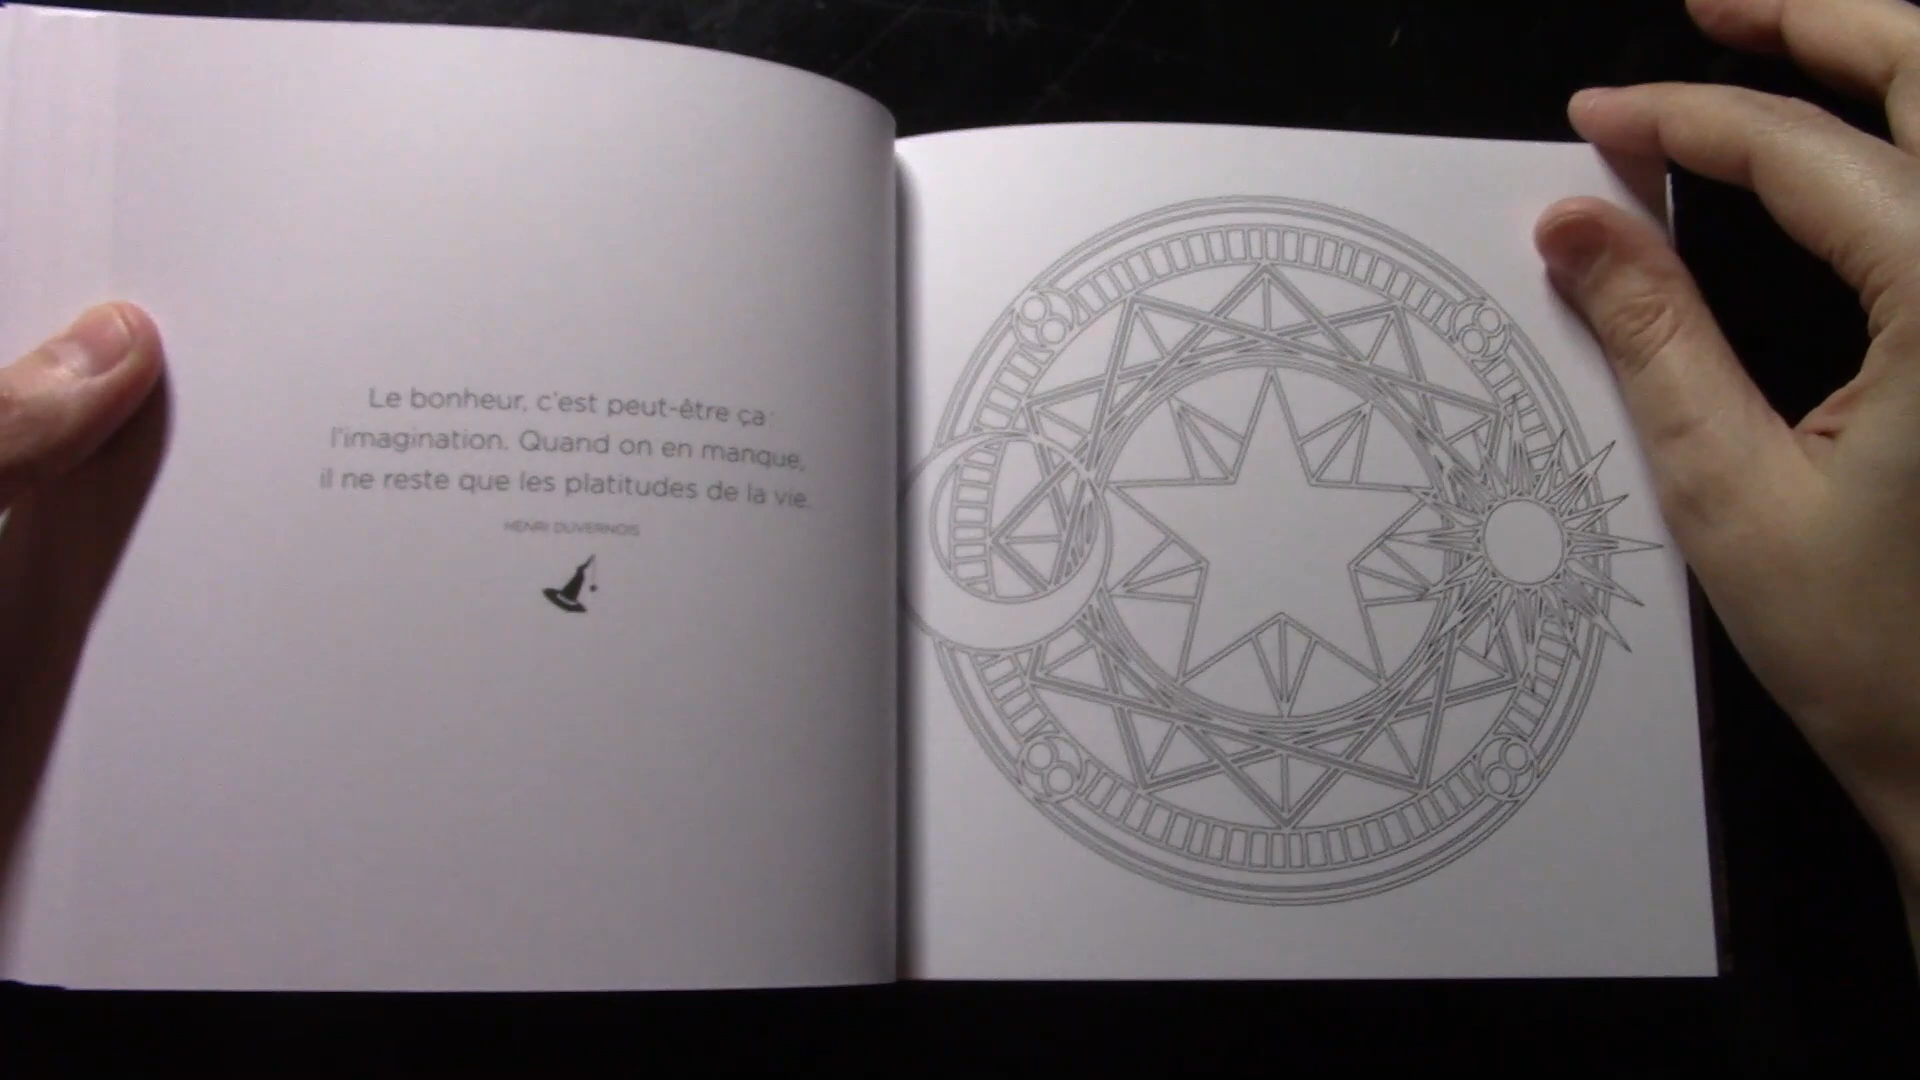 Le bonheur, c'est peut-être ça :
l'imagination. Quand on en manque,
il ne reste que les platitudes de la vie.
HENRI DUVERNOIS